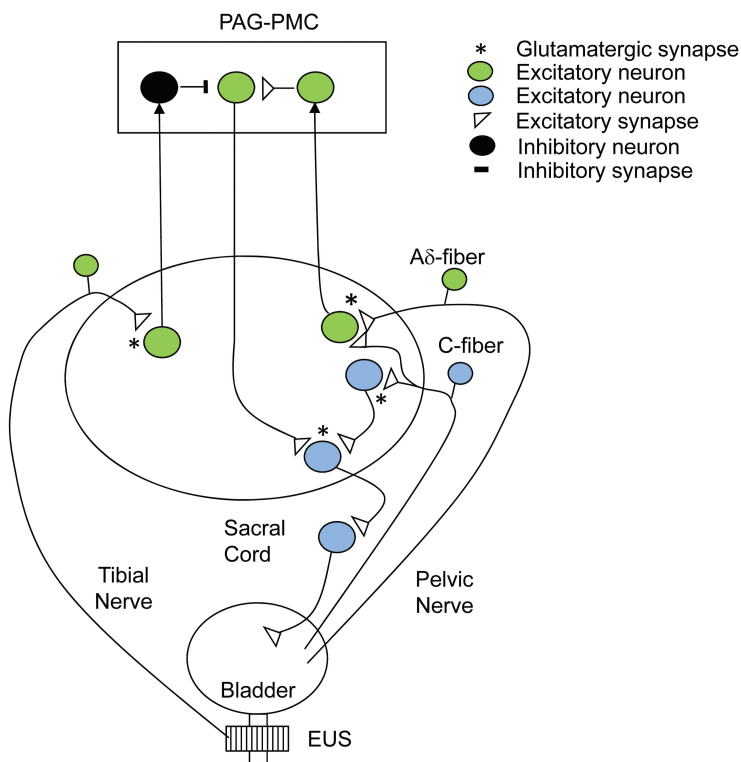 PAG-PMC
* Glutamatergic synapse
Excitatory neuron
Excitatory neuron
Excitatory synapse
Inhibitory neuron
Inhibitory synapse
Aδ-fiber
*
C-fiber
*
*
*
Sacral
Cord
Tibial
Nerve
Pelvic
Nerve
Bladder
EUS